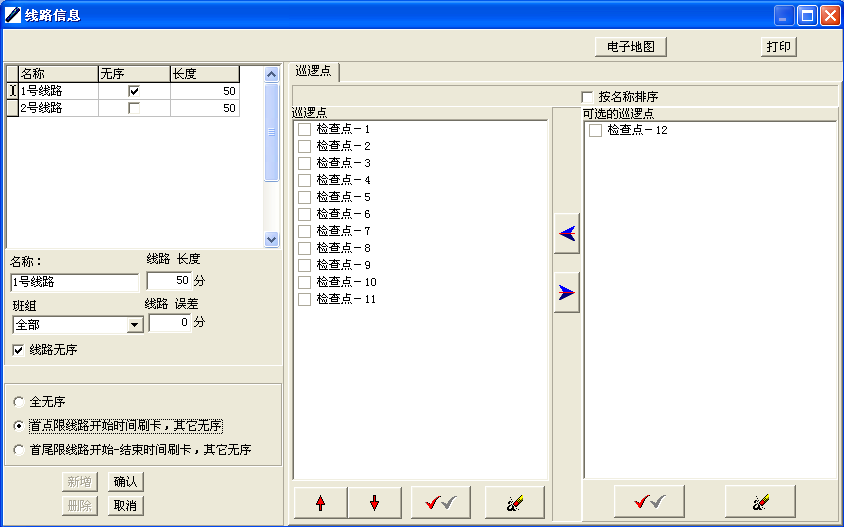 线路信息
电子地图
打印
名称 无序 长度
1号线路 50
2号线路 50
名称：
线路 长度
1号线路
50 分
班组
线路 误差
全部
0 分
线路无序
全无序
首点限线路开始时间刷卡，其它无序
首尾限线路开始-结束时间刷卡，其它无序
新增
确认
删除
取消
巡逻点
巡逻点
检查点－1
检查点－2
检查点－3
检查点－4
检查点－5
检查点－6
检查点－7
检查点－8
检查点－9
检查点－10
检查点－11
按名称排序
可选的巡逻点
检查点－12